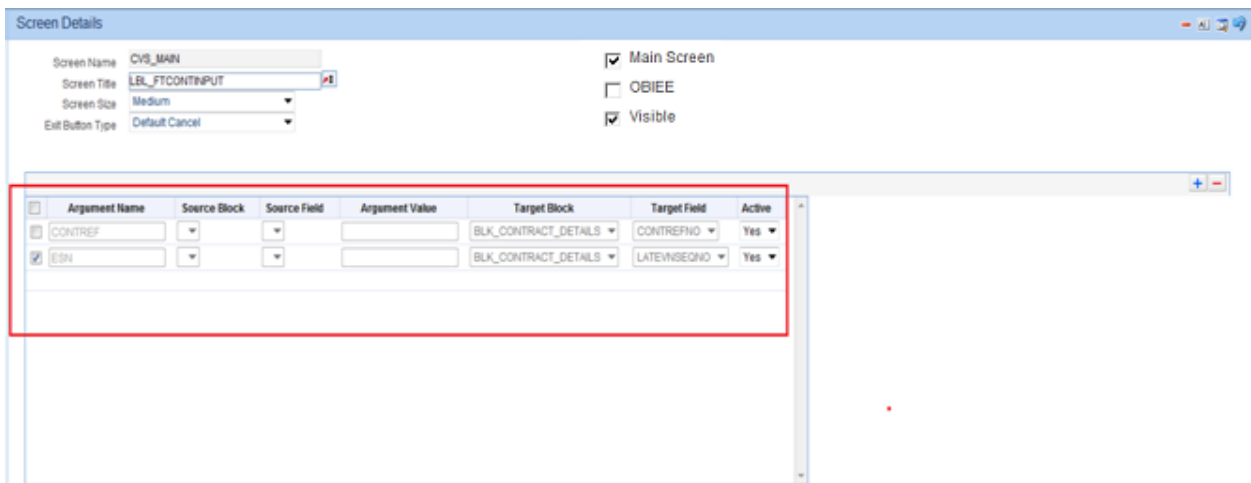 Screen Details
Screen Name CVS_MAIN
Screen Title LBL_FTCONTINPUT
Screen Size Medium
Exit Button Type Default Cancel
Main Screen
OBIEE
Visible
Argument Name Source Block Source Field Argument Value Target Block Target Field Active
CONTREF BLK_CONTRACT_DETAILS CONTREFNO Yes
ESN BLK_CONTRACT_DETAILS LATEVNSEQNO Yes